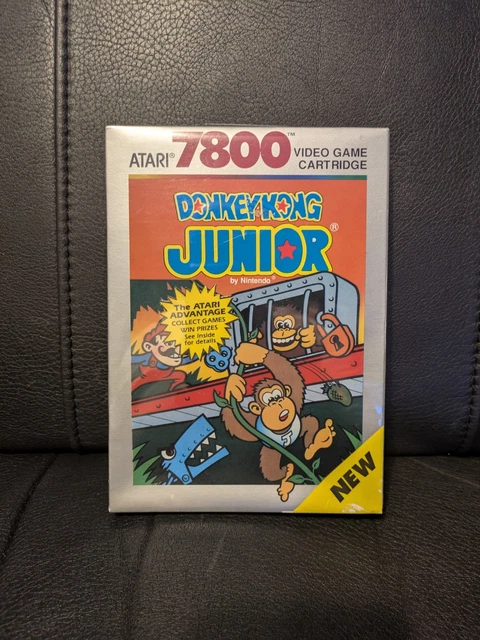 ATARI® 7800™ VIDEO GAME
CARTRIDGE
DONKEY KONG
JUNIOR®
by Nintendo®
The ATARI
ADVANTAGE
COLLECT GAMES
WIN PRIZES
See inside
for details
J
NEW